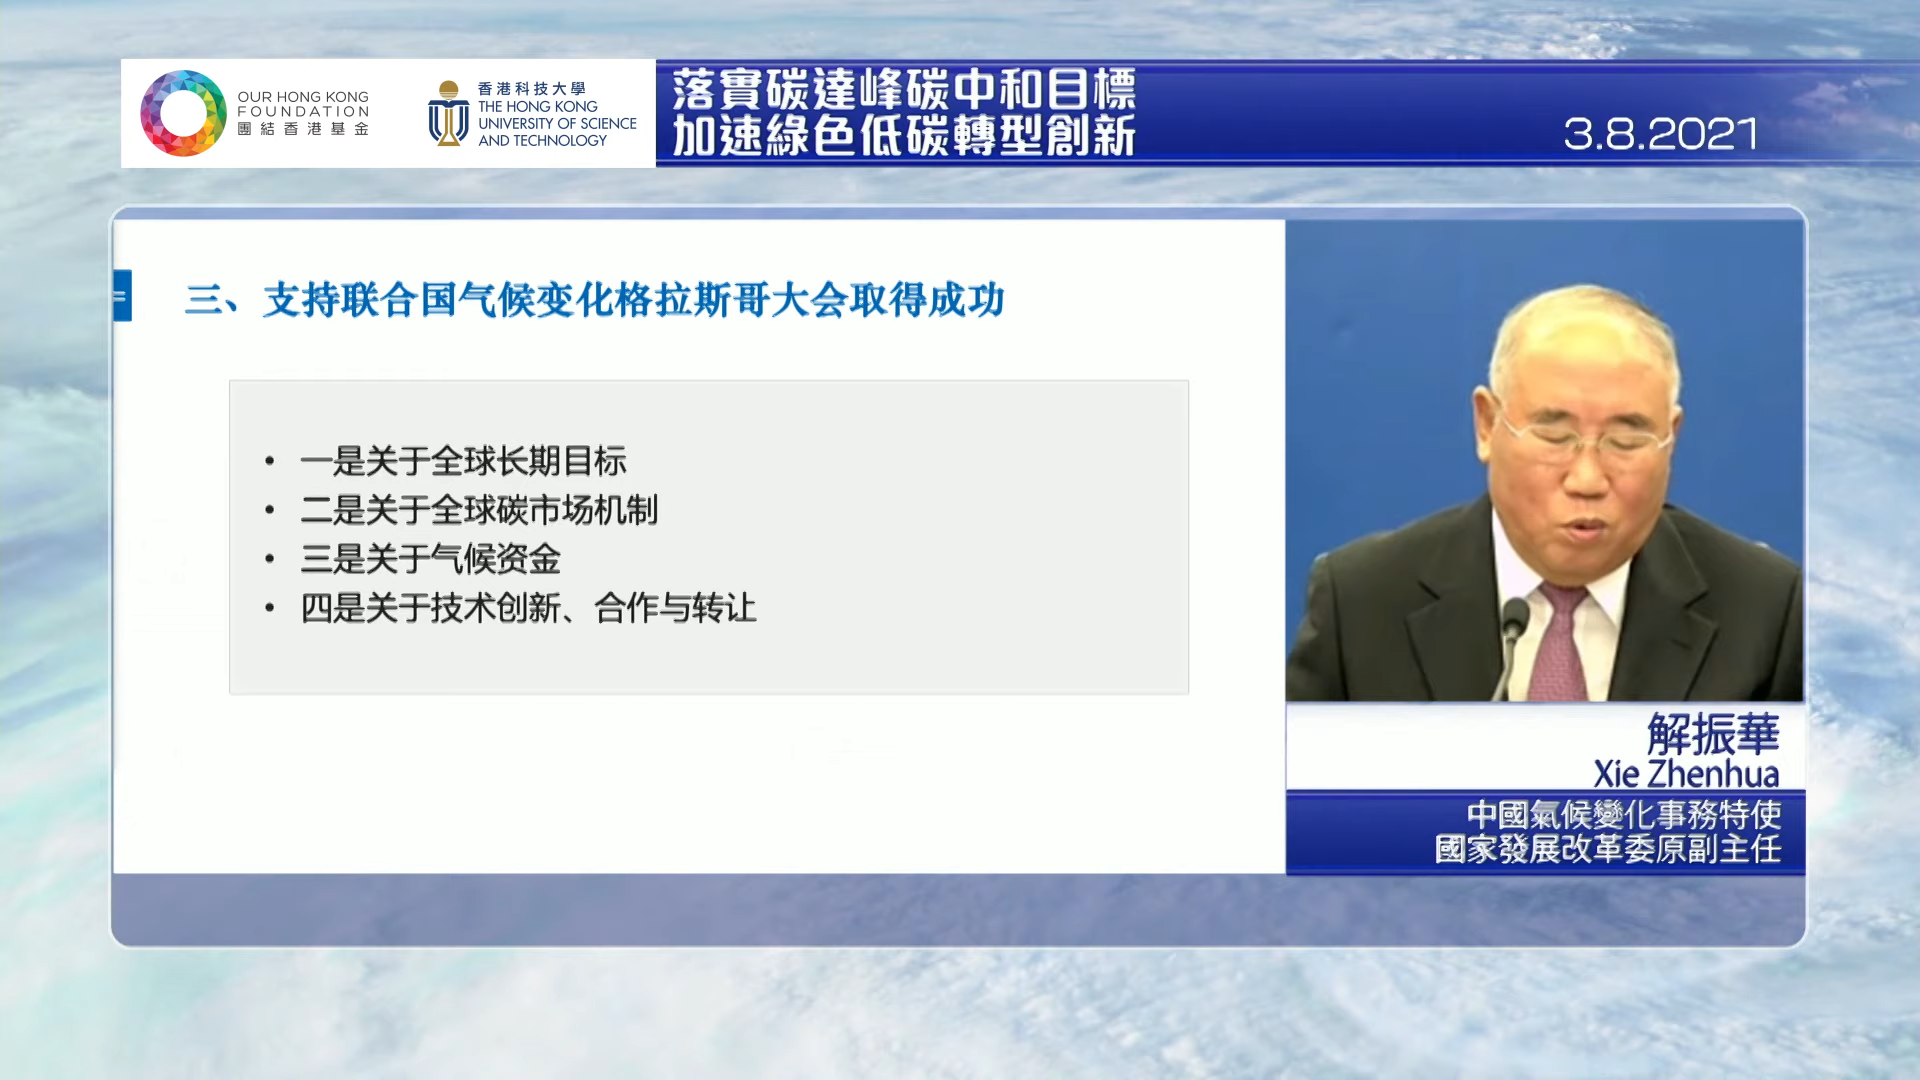 OUR HONG KONG
FOUNDATION
團結香港基金
香港科技大學
THE HONG KONG
UNIVERSITY OF SCIENCE
AND TECHNOLOGY
落實碳達峰碳中和目標
加速綠色低碳轉型創新
3.8.2021
三、支持联合国气候变化格拉斯哥大会取得成功
• 一是关于全球长期目标
• 二是关于全球碳市场机制
• 三是关于气候资金
• 四是关于技术创新、合作与转让
解振華
Xie Zhenhua
中國氣候變化事務特使
國家發展改革委原副主任